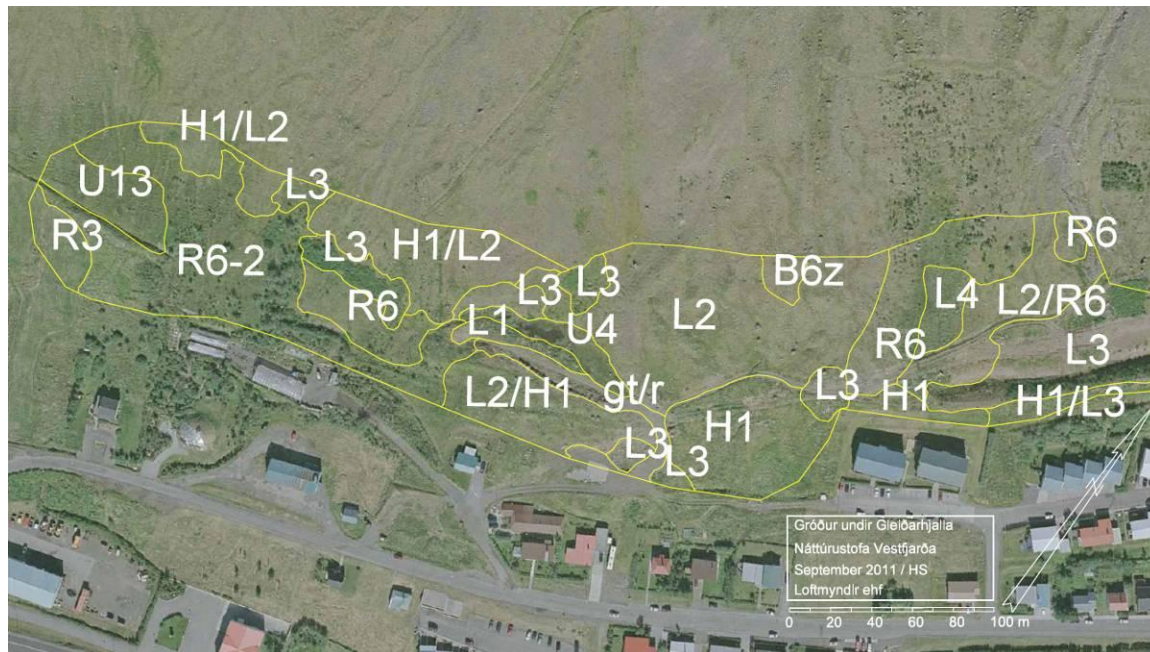 H1/L2
U13
L3
R3
R6-2
L3
H1/L2
R6
L3
L3
L1
U4
L2
B6z
R6
L4
L2/R6
R6
L3
L2/H1
gt/r
H1
L3
H1
H1/L3
L3
L3
Gróður undir Gleiðarhjalla
Náttúrustofa Vestfjarða
September 2011 / HS
Loftmyndir ehf
0 20 40 60 80 100 m